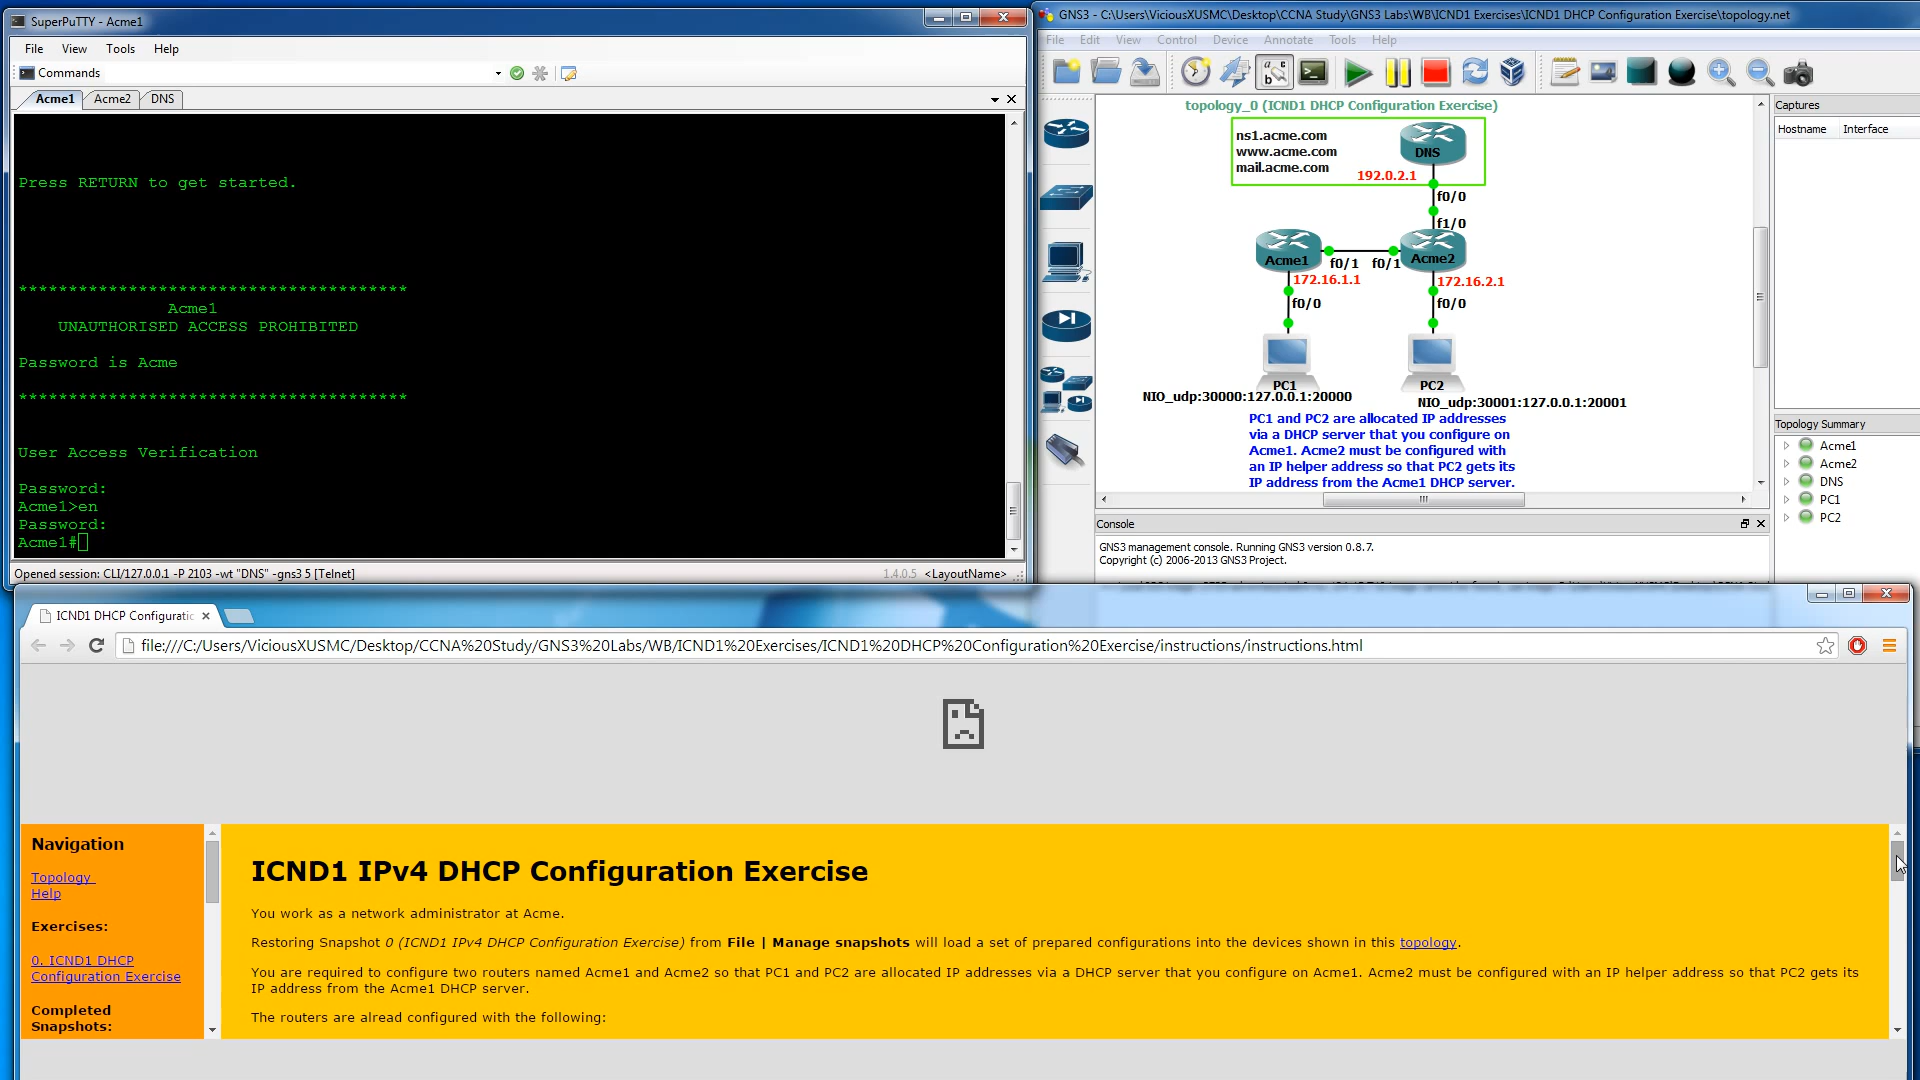 SuperPuTTY - Acme1
File View Tools Help
Commands
Acme1 Acme2 DNS
Press RETURN to get started.
***************************************
Acme1
UNAUTHORISED ACCESS PROHIBITED
Password is Acme
***************************************
User Access Verification
Password:
Acme1>en
Password:
Acme1#
Opened session: CLI/127.0.0.1 -P 2103 -wt "DNS" -gns3 5 [Telnet]
1.4.0.5 <LayoutName>
GNS3 - C:\Users\ViciousXUSMC\Desktop\CCNA Study\GNS3 Labs\WB\ICND1 Exercises\ICND1 DHCP Configuration Exercise\topology.net
File Edit View Control Device Annotate Tools Help
topology_0 (ICND1 DHCP Configuration Exercise)
ns1.acme.com
www.acme.com
mail.acme.com
DNS
192.0.2.1
f0/0
f1/0
Acme1
f0/1 f0/1
Acme2
172.16.1.1
172.16.2.1
f0/0
f0/0
PC1
PC2
NIO_udp:30000:127.0.0.1:20000
NIO_udp:30001:127.0.0.1:20001
PC1 and PC2 are allocated IP addresses
via a DHCP server that you configure on
Acme1. Acme2 must be configured with
an IP helper address so that PC2 gets its
IP address from the Acme1 DHCP server.
Captures
Hostname Interface
Topology Summary
Acme1
Acme2
DNS
PC1
PC2
Console
GNS3 management console. Running GNS3 version 0.8.7.
Copyright (c) 2006-2013 GNS3 Project.
ICND1 DHCP Configuratic
file:///C:/Users/ViciousXUSMC/Desktop/CCNA%20Study/GNS3%20Labs/WB/ICND1%20Exercises/ICND1%20DHCP%20Configuration%20Exercise/instructions/instructions.html
Navigation
Topology
Help
Exercises:
0. ICND1 DHCP
Configuration Exercise
Completed
Snapshots:
ICND1 IPv4 DHCP Configuration Exercise
You work as a network administrator at Acme.
Restoring Snapshot 0 (ICND1 IPv4 DHCP Configuration Exercise) from File | Manage snapshots will load a set of prepared configurations into the devices shown in this topology.
You are required to configure two routers named Acme1 and Acme2 so that PC1 and PC2 are allocated IP addresses via a DHCP server that you configure on Acme1. Acme2 must be configured with an IP helper address so that PC2 gets its
IP address from the Acme1 DHCP server.
The routers are alread configured with the following: